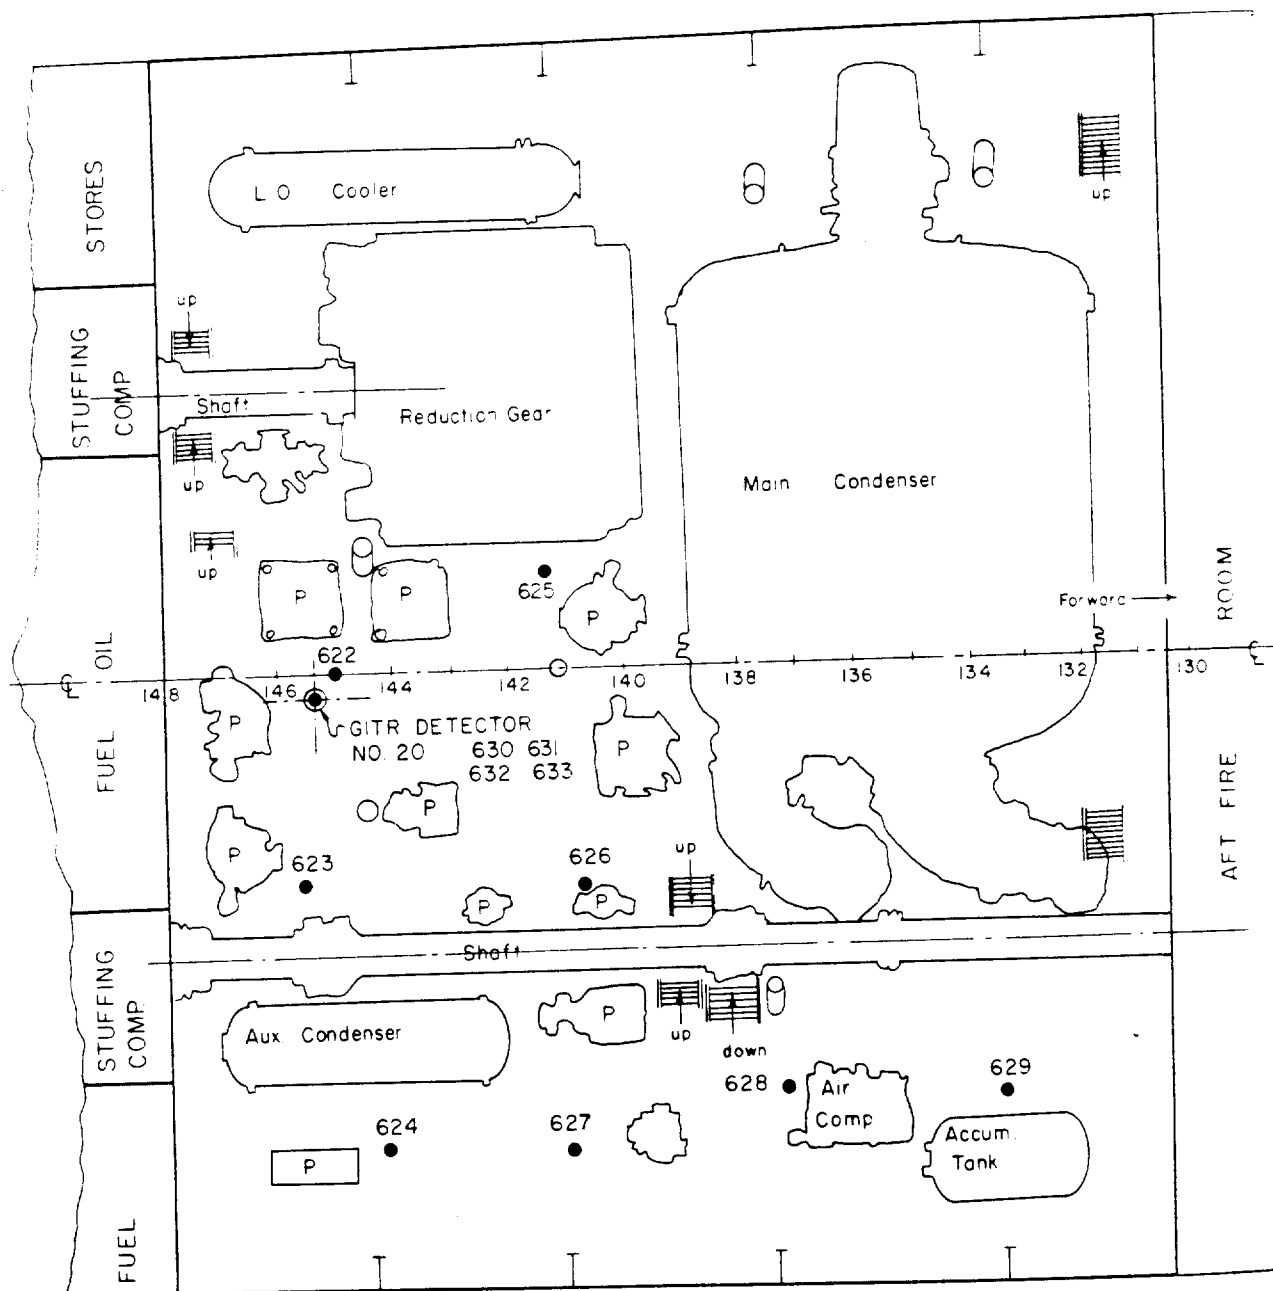 STORES
L O Cooler
up
up
STUFFING
COMP
Shaft
Reduction Gear
up
Main Condenser
up
P
P
625
P
Forward
ROOM
FUEL OIL
622
℄
148
146
144
142
140
138
136
134
132
130
℄
P
GITR DETECTOR
NO. 20 630 631
632 633
P
P
AFT FIRE
P
623
626
up
P
P
Shaft
STUFFING
COMP.
Aux. Condenser
P
up
down
628
Air
Comp
629
624
627
Accum.
Tank
P
FUEL